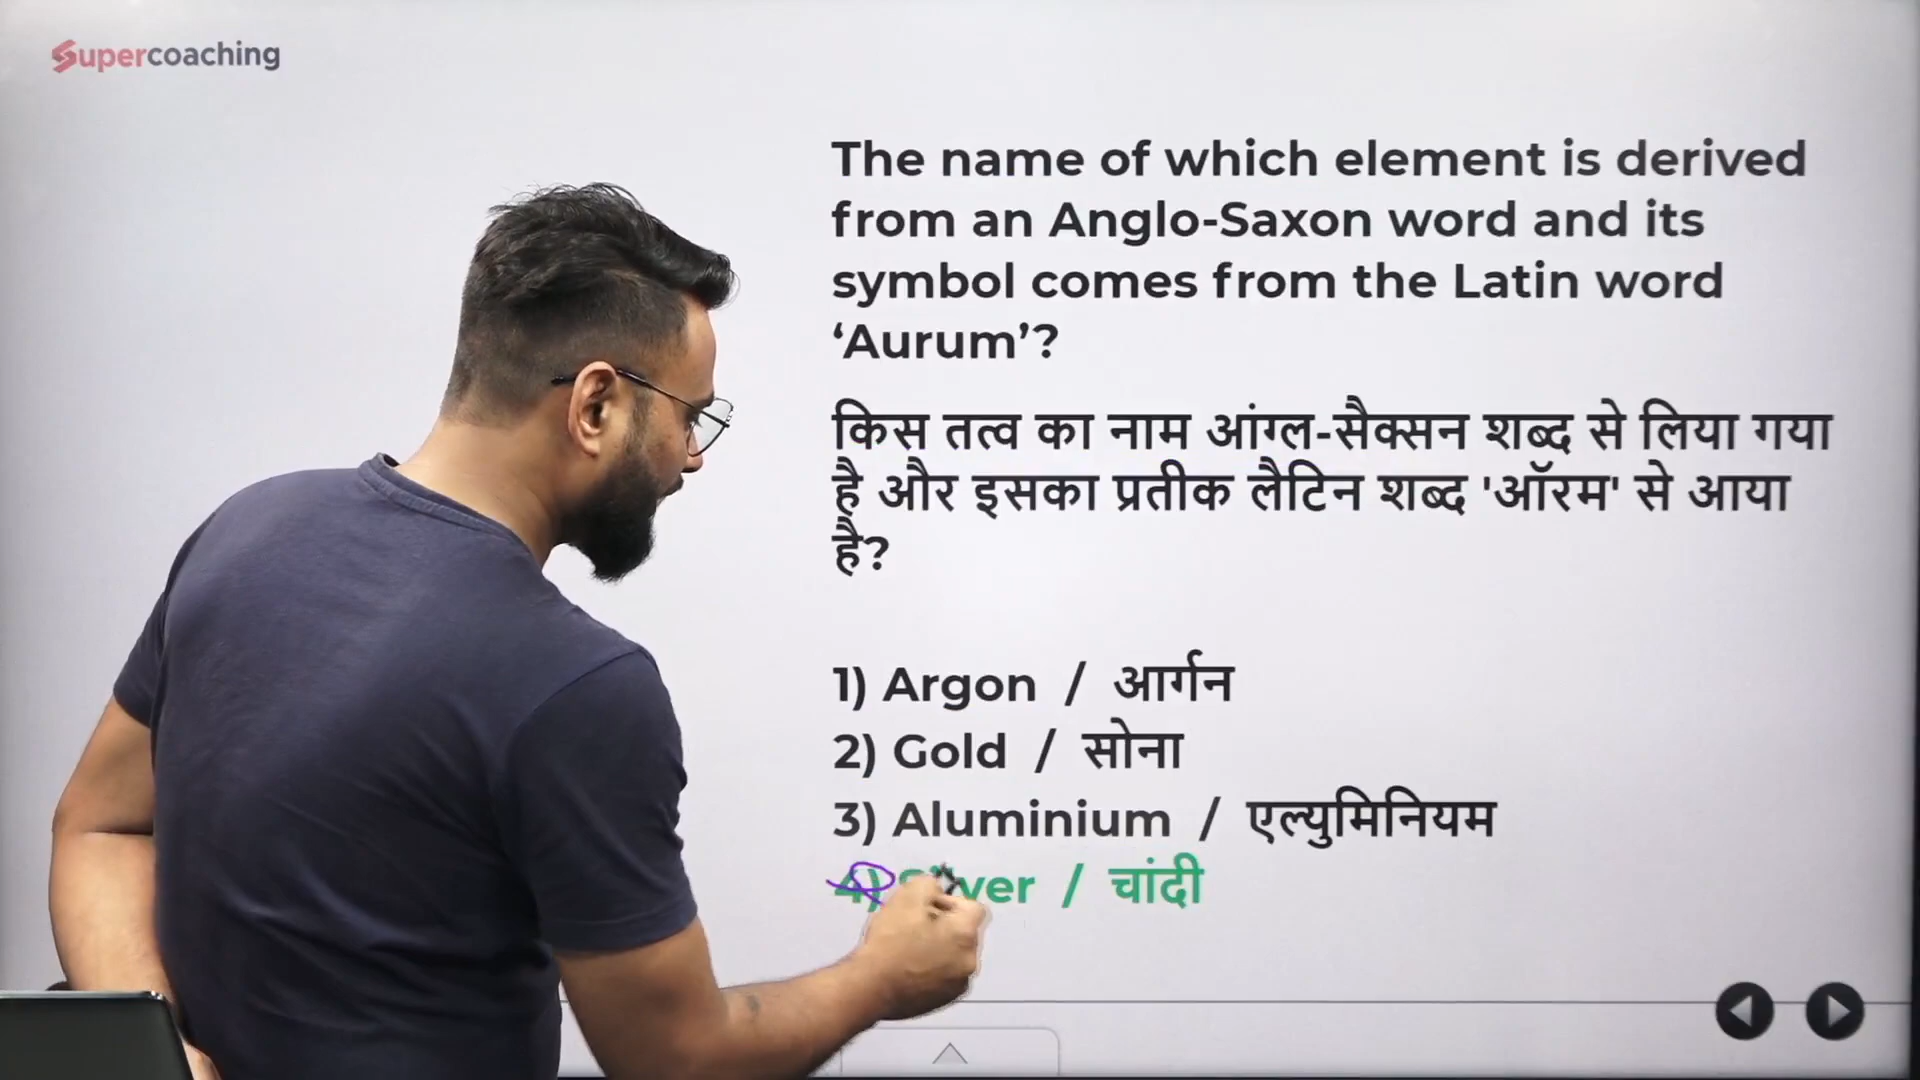 Supercoaching
The name of which element is derived
from an Anglo-Saxon word and its
symbol comes from the Latin word
‘Aurum’?
किस तत्व का नाम आंग्ल-सैक्सन शब्द से लिया गया
है और इसका प्रतीक लैटिन शब्द 'ऑरम' से आया
है?
1) Argon / आर्गन
2) Gold / सोना
3) Aluminium / एल्युमिनियम
4) / चांदी